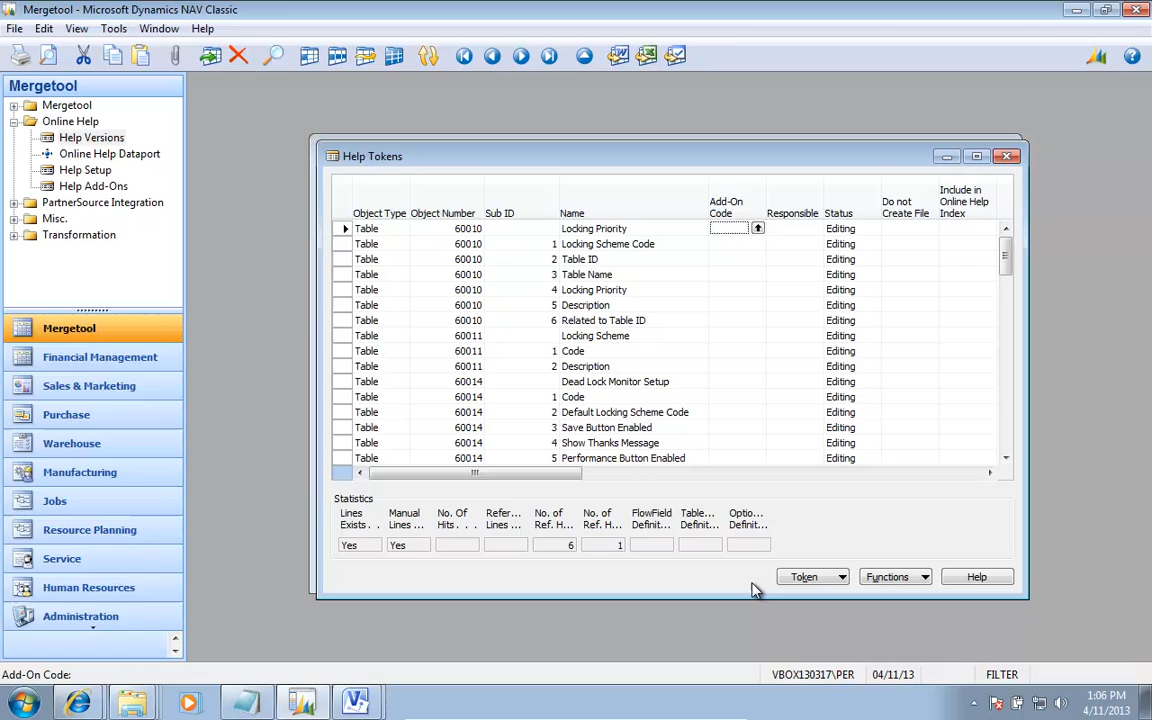 Mergetool - Microsoft Dynamics NAV Classic
File Edit View Tools Window Help
Mergetool
Mergetool
Online Help
Help Versions
Online Help Dataport
Help Setup
Help Add-Ons
PartnerSource Integration
Misc.
Transformation
Mergetool
Financial Management
Sales & Marketing
Purchase
Warehouse
Manufacturing
Jobs
Resource Planning
Service
Human Resources
Administration
Help Tokens
Object Type Object Number Sub ID Name Add-On Code Responsible Status Do not Create File Include in Online Help Index
Table 60010 Locking Priority Editing
Table 60010 1 Locking Scheme Code Editing
Table 60010 2 Table ID Editing
Table 60010 3 Table Name Editing
Table 60010 4 Locking Priority Editing
Table 60010 5 Description Editing
Table 60010 6 Related to Table ID Editing
Table 60011 Locking Scheme Editing
Table 60011 1 Code Editing
Table 60011 2 Description Editing
Table 60014 Dead Lock Monitor Setup Editing
Table 60014 1 Code Editing
Table 60014 2 Default Locking Scheme Code Editing
Table 60014 3 Save Button Enabled Editing
Table 60014 4 Show Thanks Message Editing
Table 60014 5 Performance Button Enabled Editing
Statistics
Lines Manual No. Of Refer... No. of No. of FlowField Table... Optio...
Exists . . Lines ... Hits . . . Lines ... Ref. H... Ref. H... Definit... Definit... Definit...
Yes Yes 6 1
Token Functions Help
Add-On Code: VBOX130317\PER 04/11/13 FILTER
1:06 PM
4/11/2013